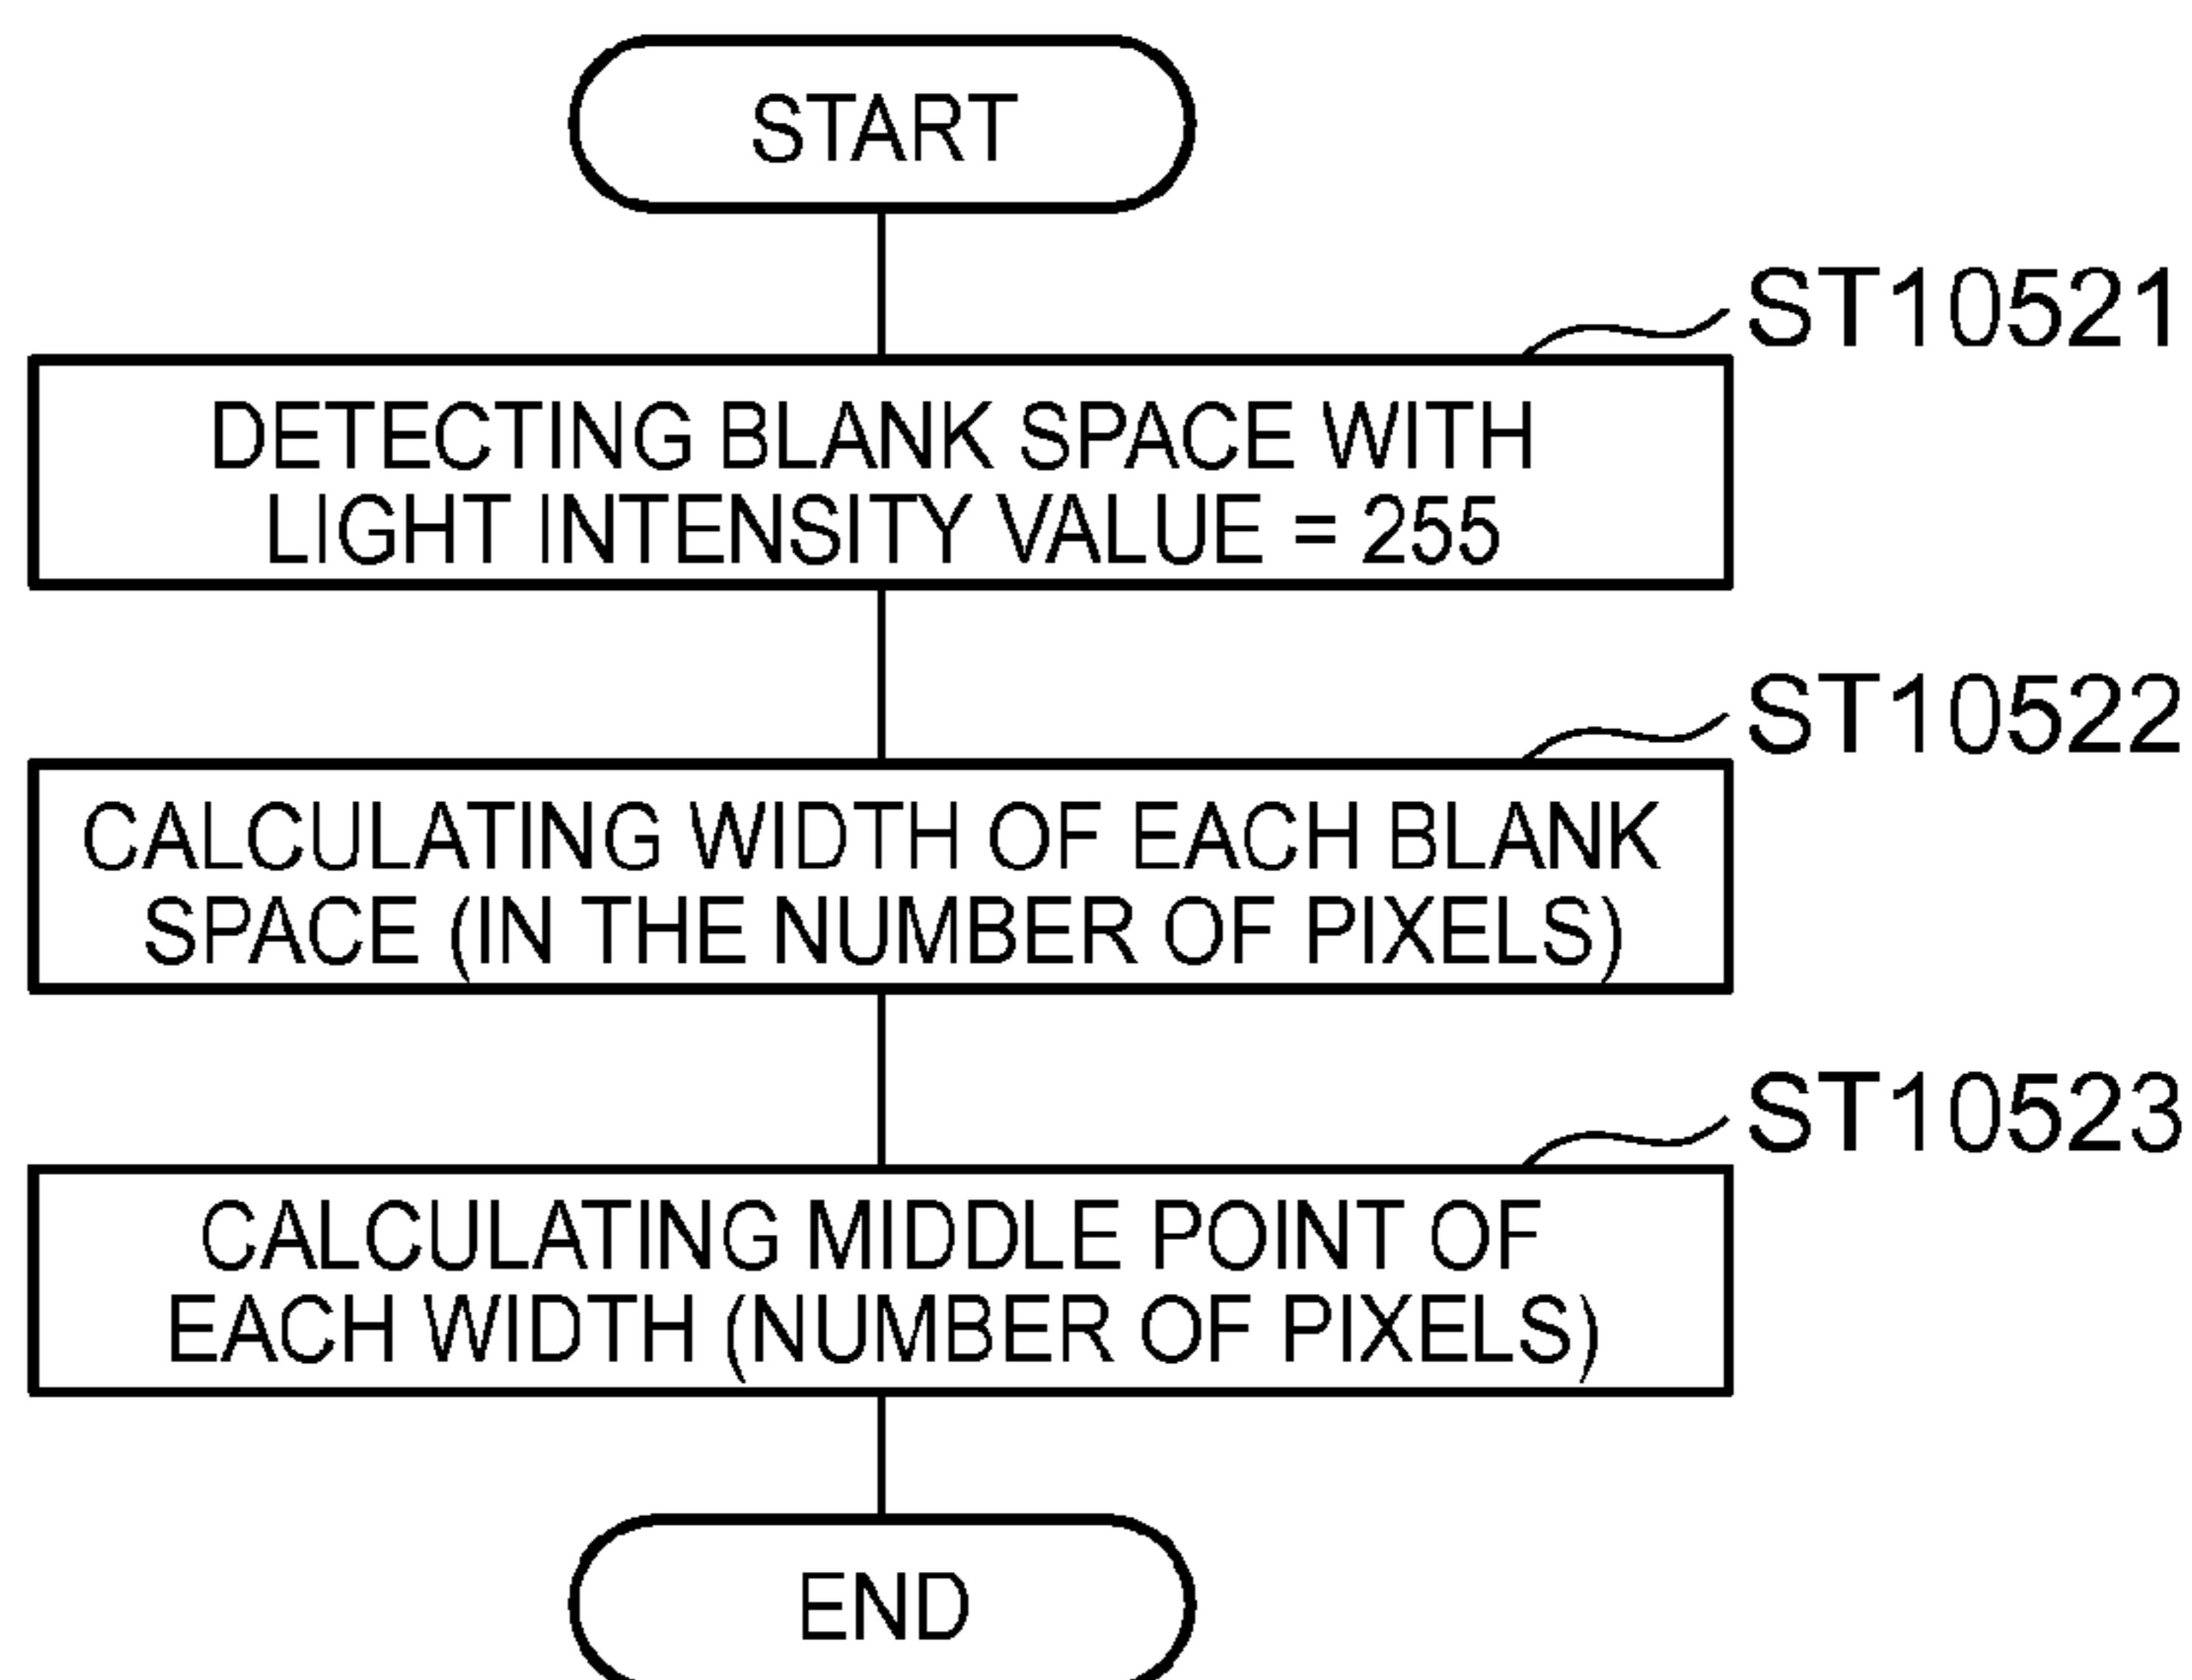 START
ST10521
DETECTING BLANK SPACE WITH
LIGHT INTENSITY VALUE = 255
ST10522
CALCULATING WIDTH OF EACH BLANK
SPACE (IN THE NUMBER OF PIXELS)
ST10523
CALCULATING MIDDLE POINT OF
EACH WIDTH (NUMBER OF PIXELS)
END